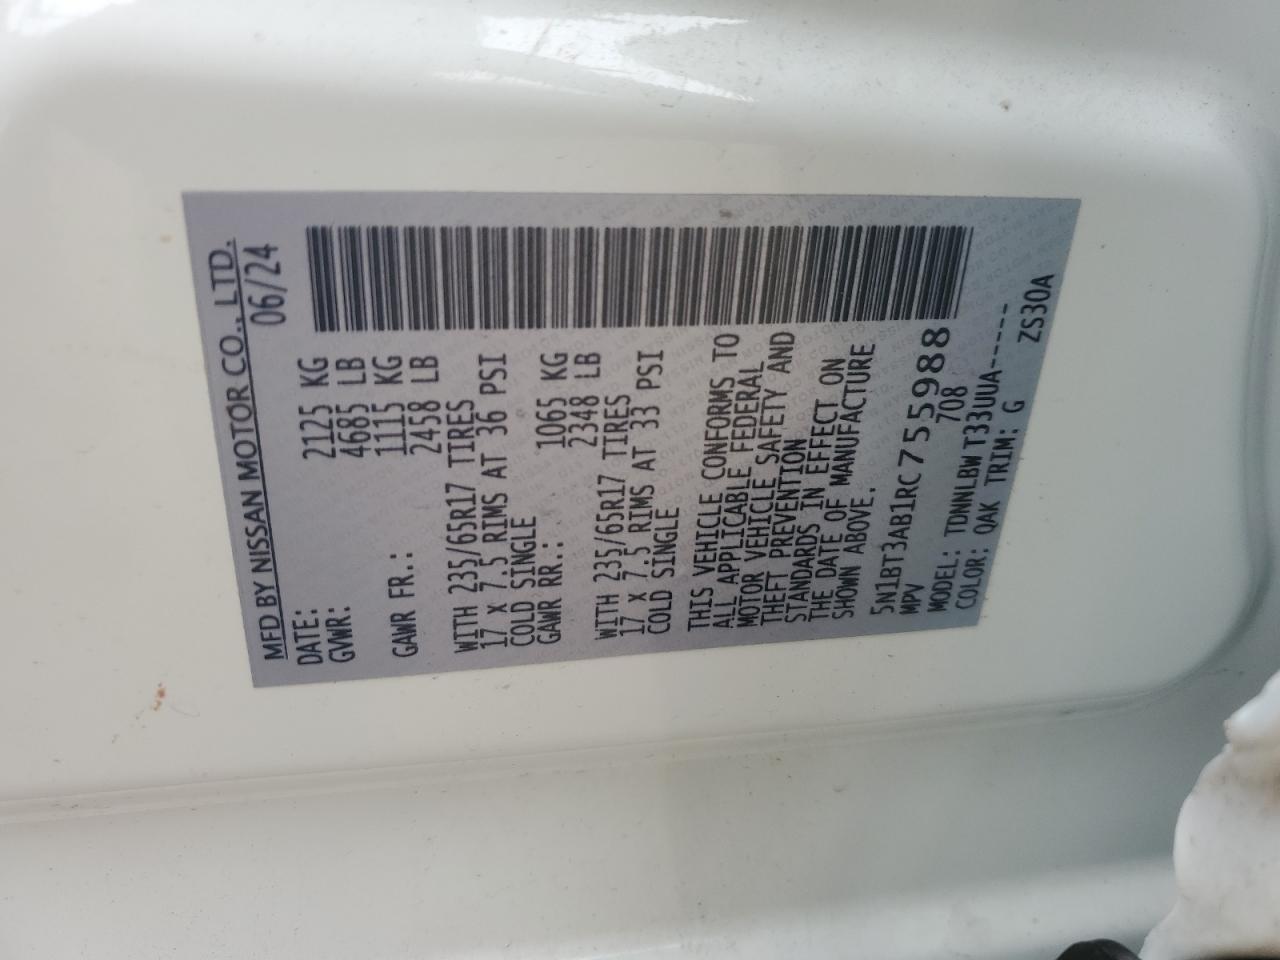 MFD BY NISSAN MOTOR CO., LTD.
DATE: 06/24
GVWR: 2125 KG
4685 LB
GAWR FR.: 1115 KG
2458 LB
WITH 235/65R17 TIRES
17 X 7.5 RIMS AT 36 PSI
COLD SINGLE
GAWR RR.: 1065 KG
2348 LB
WITH 235/65R17 TIRES
17 X 7.5 RIMS AT 33 PSI
COLD SINGLE
THIS VEHICLE CONFORMS TO
ALL APPLICABLE FEDERAL
MOTOR VEHICLE SAFETY AND
THEFT PREVENTION
STANDARDS IN EFFECT ON
THE DATE OF MANUFACTURE
SHOWN ABOVE.
5N1BT3AB1RC755988
MPV 708
MODEL: TDNNLBW T33UUA-----
COLOR: QAK TRIM: G ZS30A